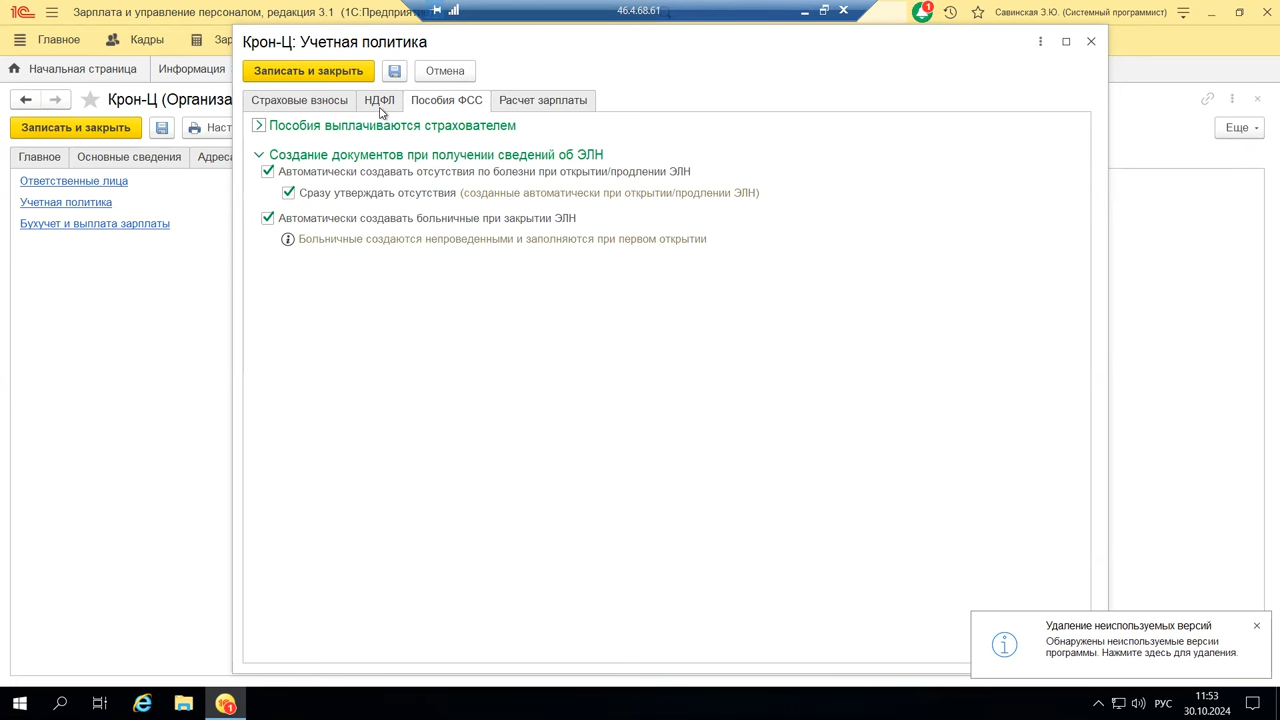 Зарплата и управление персоналом, редакция 3.1 (1С:Предприятие
46.4.68.61
1
Савинская З.Ю. (Системный программист)
Главное
Кадры
Зар
Начальная страница
Информация
Крон-Ц (Организа
Записать и закрыть
Наст
Еще
Главное
Основные сведения
Адреса
Ответственные лица
Учетная политика
Бухучет и выплата зарплаты
Крон-Ц: Учетная политика
Записать и закрыть
Отмена
Страховые взносы
НДФЛ
Пособия ФСС
Расчет зарплаты
Пособия выплачиваются страхователем
Создание документов при получении сведений об ЭЛН
Автоматически создавать отсутствия по болезни при открытии/продлении ЭЛН
Сразу утверждать отсутствия (созданные автоматически при открытии/продлении ЭЛН)
Автоматически создавать больничные при закрытии ЭЛН
Больничные создаются непроведенными и заполняются при первом открытии
Удаление неиспользуемых версий
Обнаружены неиспользуемые версии
программы. Нажмите здесь для удаления.
1
РУС
11:53
30.10.2024